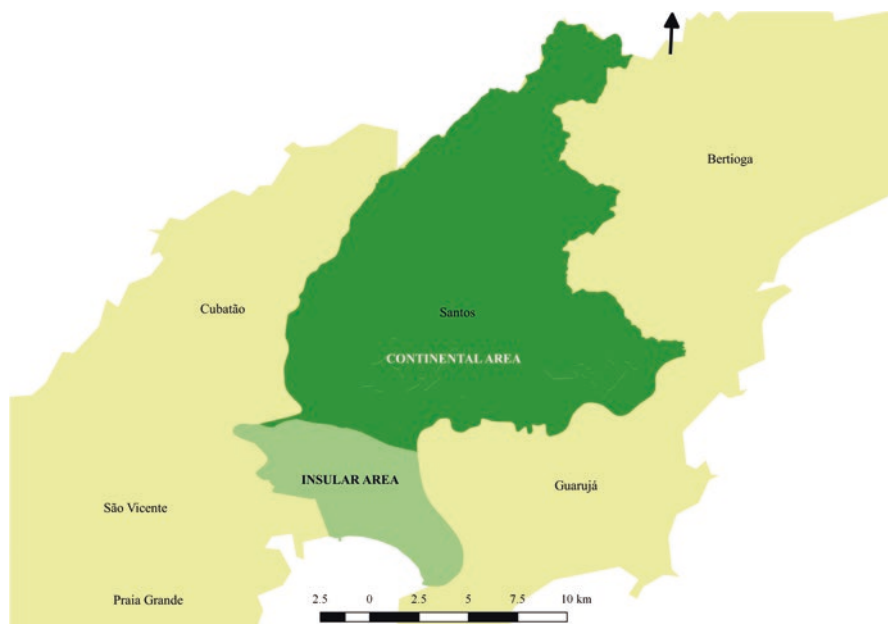 Bertioga
Cubatão
Santos
CONTINENTAL AREA
INSULAR AREA
Guarujá
São Vicente
Praia Grande
2.5 0 2.5 5 7.5 10 km